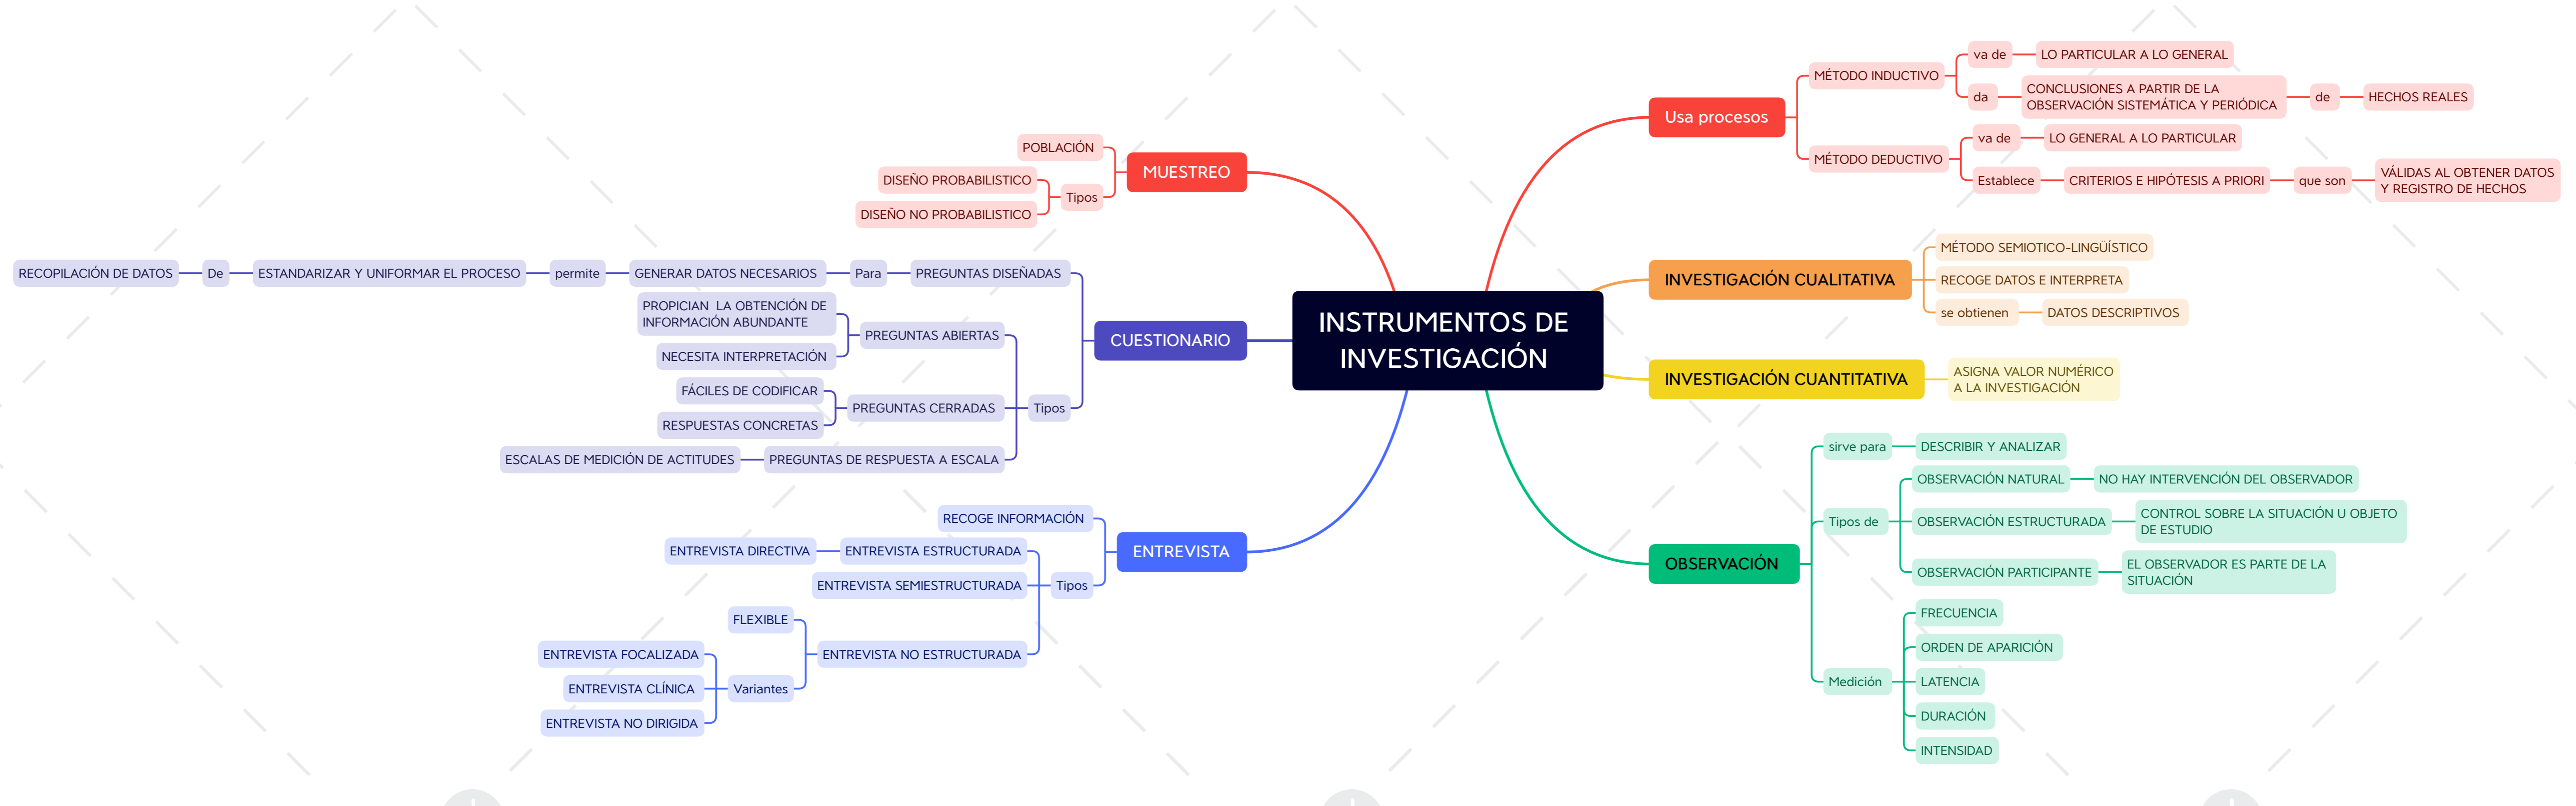 INSTRUMENTOS DE
INVESTIGACIÓN
Usa procesos
MÉTODO INDUCTIVO
va de
LO PARTICULAR A LO GENERAL
da
CONCLUSIONES A PARTIR DE LA
OBSERVACIÓN SISTEMÁTICA Y PERIÓDICA
de
HECHOS REALES
MÉTODO DEDUCTIVO
va de
LO GENERAL A LO PARTICULAR
Establece
CRITERIOS E HIPÓTESIS A PRIORI
que son
VÁLIDAS AL OBTENER DATOS
Y REGISTRO DE HECHOS
INVESTIGACIÓN CUALITATIVA
MÉTODO SEMIOTICO-LINGÜÍSTICO
RECOGE DATOS E INTERPRETA
se obtienen
DATOS DESCRIPTIVOS
INVESTIGACIÓN CUANTITATIVA
ASIGNA VALOR NUMÉRICO
A LA INVESTIGACIÓN
OBSERVACIÓN
sirve para
DESCRIBIR Y ANALIZAR
Tipos de
OBSERVACIÓN NATURAL
NO HAY INTERVENCIÓN DEL OBSERVADOR
OBSERVACIÓN ESTRUCTURADA
CONTROL SOBRE LA SITUACIÓN U OBJETO
DE ESTUDIO
OBSERVACIÓN PARTICIPANTE
EL OBSERVADOR ES PARTE DE LA
SITUACIÓN
Medición
FRECUENCIA
ORDEN DE APARICIÓN
LATENCIA
DURACIÓN
INTENSIDAD
MUESTREO
POBLACIÓN
Tipos
DISEÑO PROBABILISTICO
DISEÑO NO PROBABILISTICO
CUESTIONARIO
PREGUNTAS DISEÑADAS
Para
GENERAR DATOS NECESARIOS
permite
ESTANDARIZAR Y UNIFORMAR EL PROCESO
De
RECOPILACIÓN DE DATOS
Tipos
PREGUNTAS ABIERTAS
PROPICIAN LA OBTENCIÓN DE
INFORMACIÓN ABUNDANTE
NECESITA INTERPRETACIÓN
PREGUNTAS CERRADAS
FÁCILES DE CODIFICAR
RESPUESTAS CONCRETAS
PREGUNTAS DE RESPUESTA A ESCALA
ESCALAS DE MEDICIÓN DE ACTITUDES
ENTREVISTA
RECOGE INFORMACIÓN
Tipos
ENTREVISTA ESTRUCTURADA
ENTREVISTA DIRECTIVA
ENTREVISTA SEMIESTRUCTURADA
ENTREVISTA NO ESTRUCTURADA
FLEXIBLE
Variantes
ENTREVISTA FOCALIZADA
ENTREVISTA CLÍNICA
ENTREVISTA NO DIRIGIDA